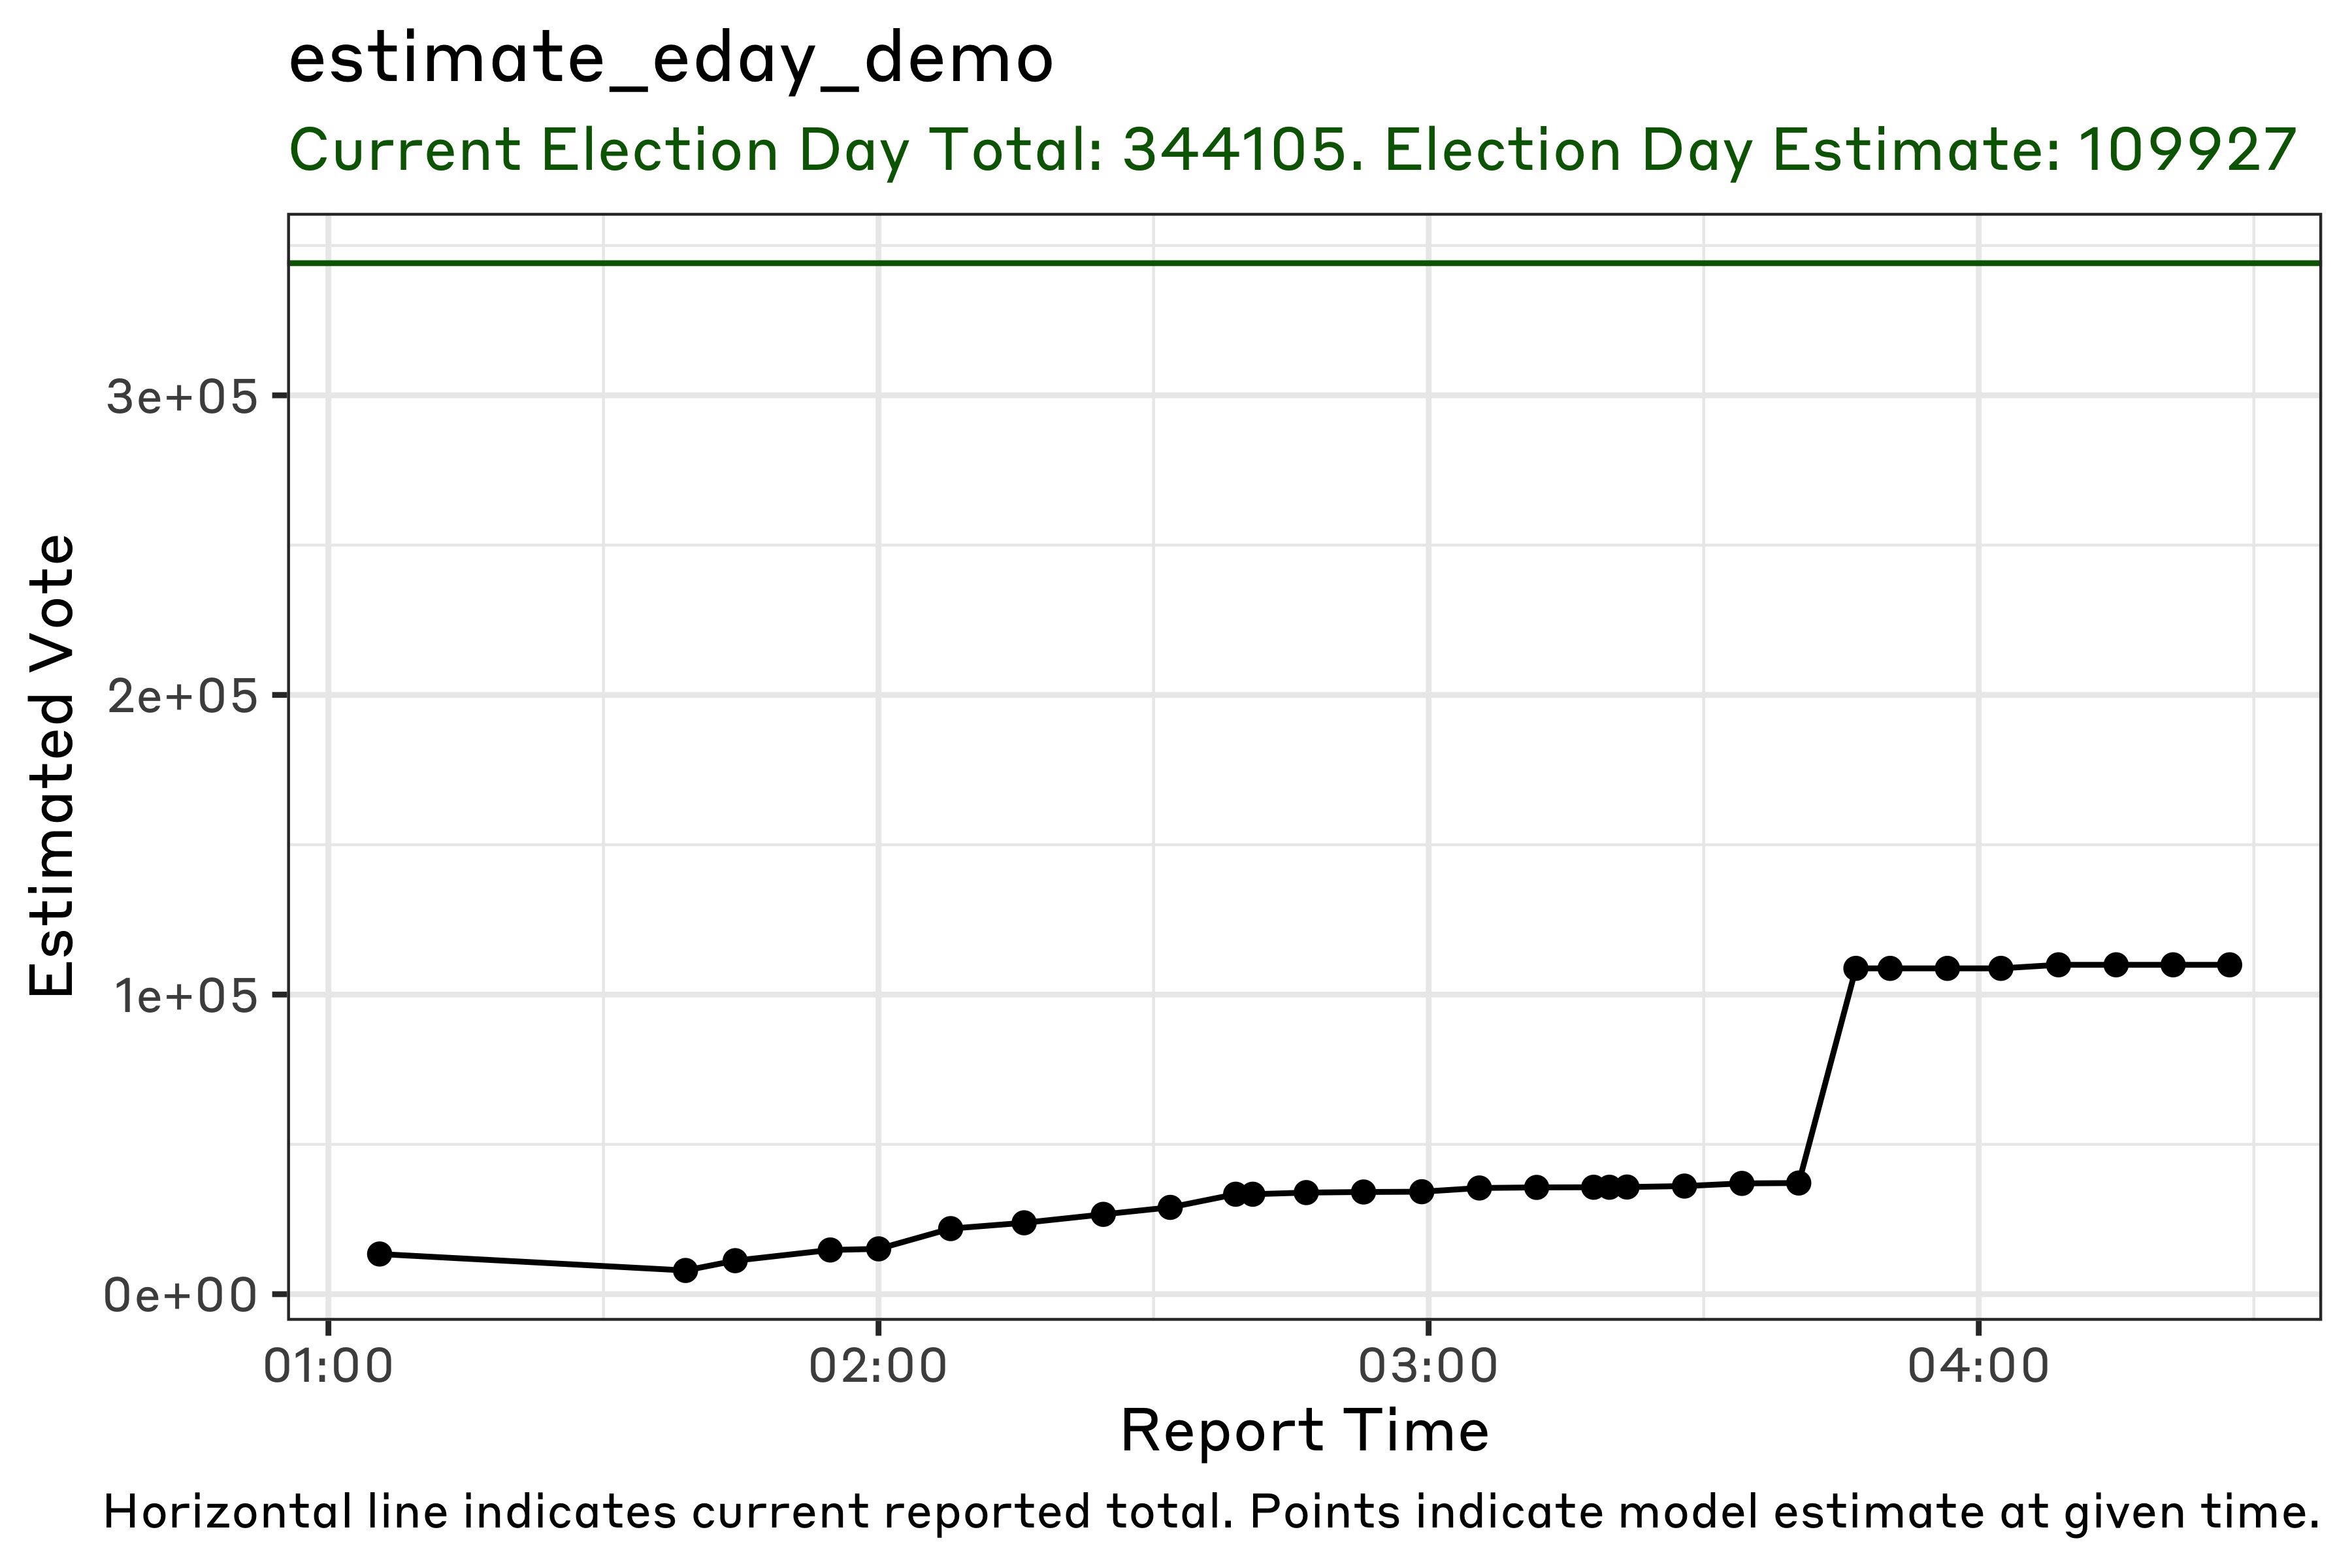 estimate_eday_demo
Current Election Day Total: 344105. Election Day Estimate: 109927
Estimated Vote
3e+05
2e+05
1e+05
0e+00
01:00 02:00 03:00 04:00
Report Time
Horizontal line indicates current reported total. Points indicate model estimate at given time.